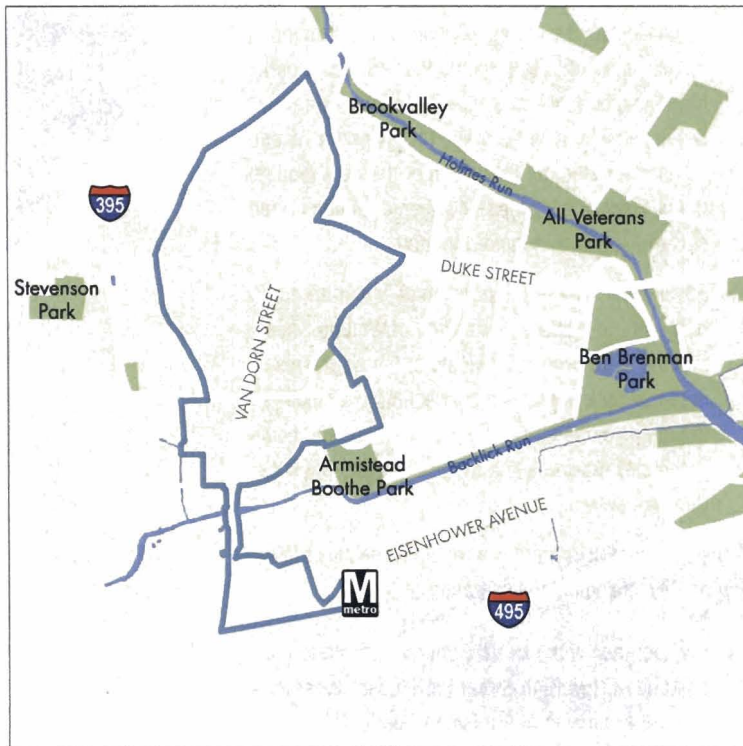 Brookvalley
Park
Holmes Run
395
All Veterans
Park
DUKE STREET
Stevenson
Park
VAN DORN STREET
Ben Brenman
Park
Armistead
Boothe Park
Backlick Run
EISENHOWER AVENUE
M
metro
495